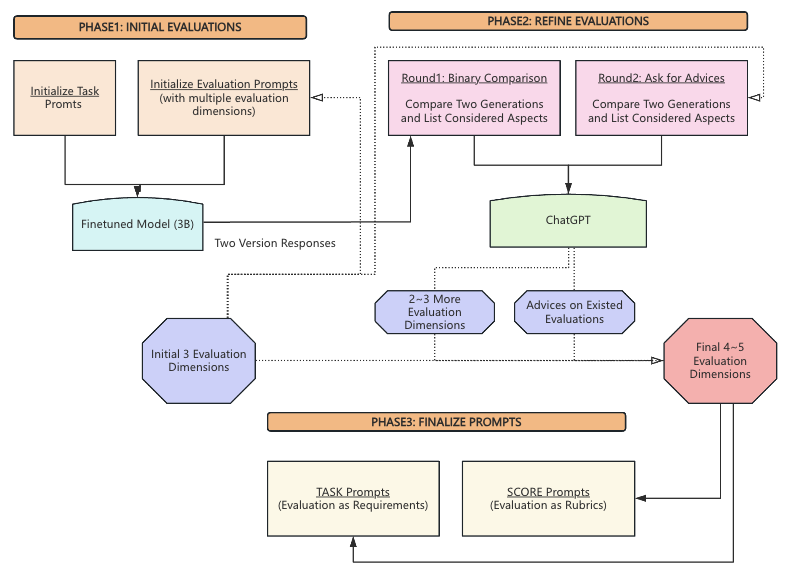 PHASE1: INITIAL EVALUATIONS
PHASE2: REFINE EVALUATIONS
Initialize Task
Promts
Initialize Evaluation Prompts
(with multiple evaluation
dimensions)
Round1: Binary Comparison
Compare Two Generations
and List Considered Aspects
Round2: Ask for Advices
Compare Two Generations
and List Considered Aspects
Finetuned Model (3B)
Two Version Responses
ChatGPT
2~3 More
Evaluation
Dimensions
Advices on Existed
Evaluations
Initial 3 Evaluation
Dimensions
Final 4~5
Evaluation
Dimensions
PHASE3: FINALIZE PROMPTS
TASK Prompts
(Evaluation as Requirements)
SCORE Prompts
(Evaluation as Rubrics)